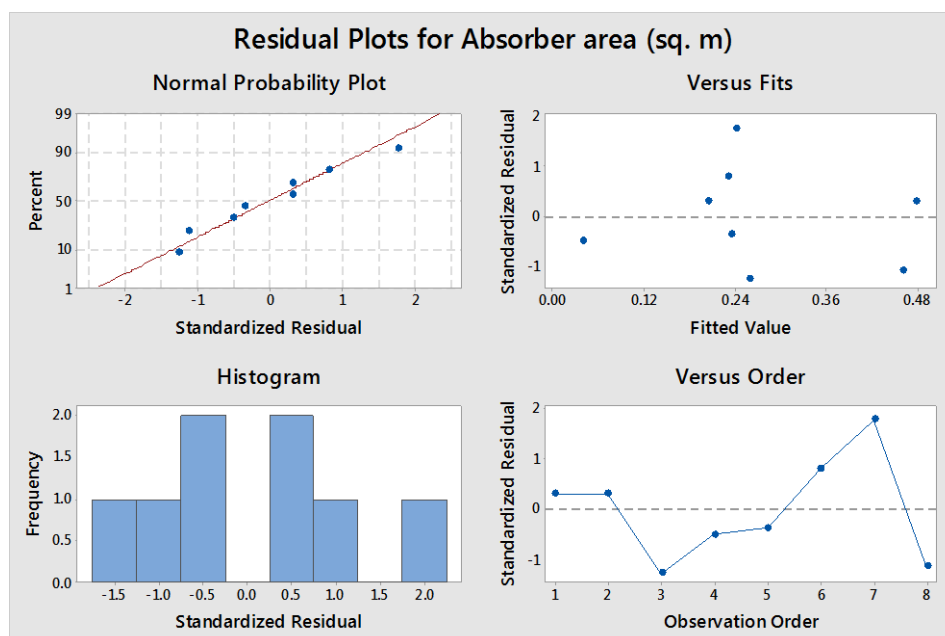 Residual Plots for Absorber area (sq. m)
Normal Probability Plot
Percent
99
90
50
10
1
-2 -1 0 1 2
Standardized Residual
Versus Fits
Standardized Residual
2
1
0
-1
0.00 0.12 0.24 0.36 0.48
Fitted Value
Histogram
Frequency
2.0
1.5
1.0
0.5
0.0
-1.5 -1.0 -0.5 0.0 0.5 1.0 1.5 2.0
Standardized Residual
Versus Order
Standardized Residual
2
1
0
-1
1 2 3 4 5 6 7 8
Observation Order